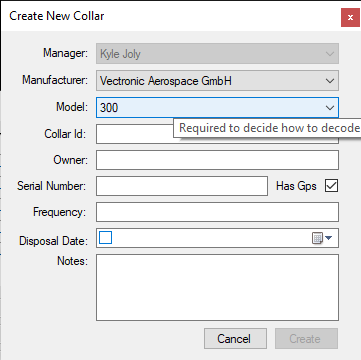 Create New Collar
Manager: Kyle Joly
Manufacturer: Vectronic Aerospace GmbH
Model: 300
Required to decide how to decode
Collar Id:
Owner:
Serial Number: Has Gps
Frequency:
Disposal Date:
Notes:
Cancel Create